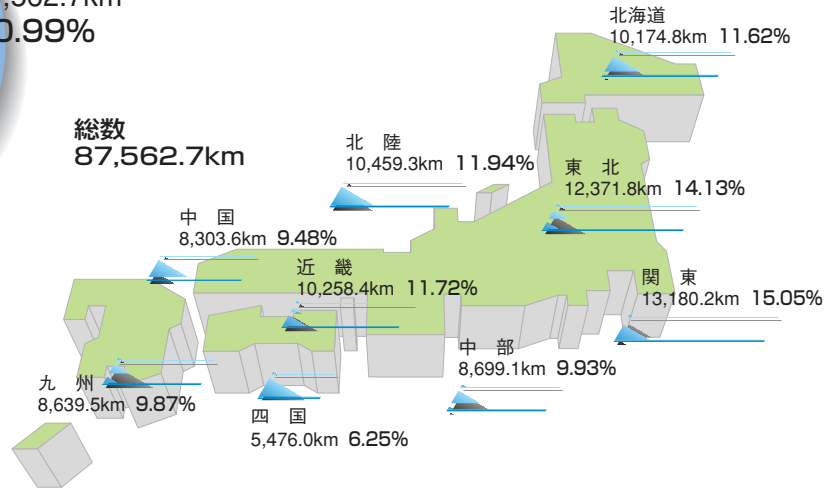 0.99%
北海道
10,174.8km 11.62%
総数
87,562.7km
北 陸
10,459.3km 11.94%
東 北
12,371.8km 14.13%
中 国
8,303.6km 9.48%
近 畿
10,258.4km 11.72%
関 東
13,180.2km 15.05%
中 部
8,699.1km 9.93%
九 州
8,639.5km 9.87%
四 国
5,476.0km 6.25%